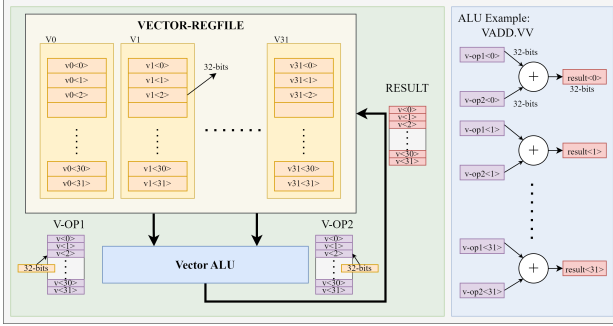 VECTOR-REGFILE
V0
v0<0>
v0<1>
v0<2>
v0<30>
v0<31>
V1
v1<0>
v1<1>
v1<2>
v1<30>
v1<31>
32-bits
V31
v31<0>
v31<1>
v31<2>
v31<30>
v31<31>
RESULT
v<0>
v<1>
v<2>
v<30>
v<31>
V-OP1
v<0>
v<1>
v<2>
32-bits
v<30>
v<31>
Vector ALU
V-OP2
v<0>
v<1>
v<2>
32-bits
v<30>
v<31>
ALU Example:
VADD.VV
v-op1<0>
32-bits
+
result<0>
32-bits
v-op2<0>
32-bits
v-op1<1>
+
result<1>
v-op2<1>
v-op1<31>
+
result<31>
v-op2<31>